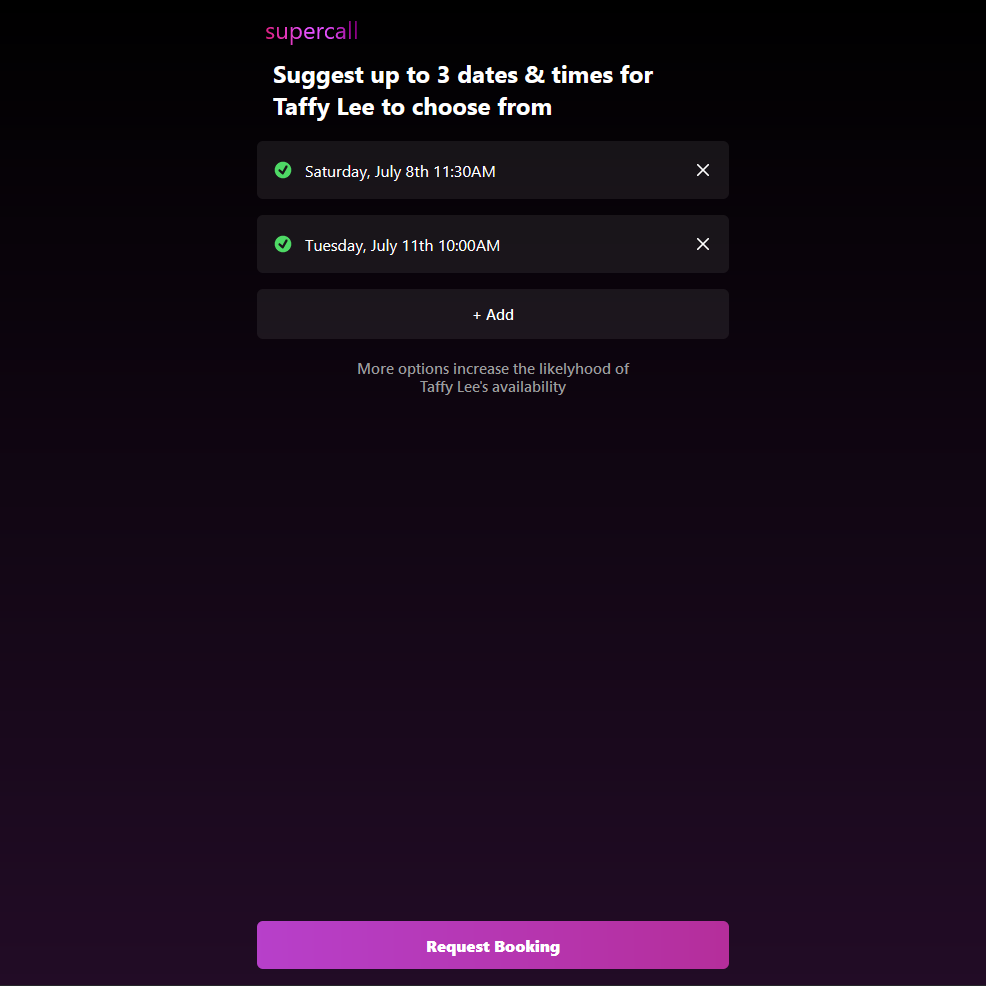 supercall
Suggest up to 3 dates & times for
Taffy Lee to choose from
Saturday, July 8th 11:30AM
Tuesday, July 11th 10:00AM
+ Add
More options increase the likelyhood of
Taffy Lee's availability
Request Booking